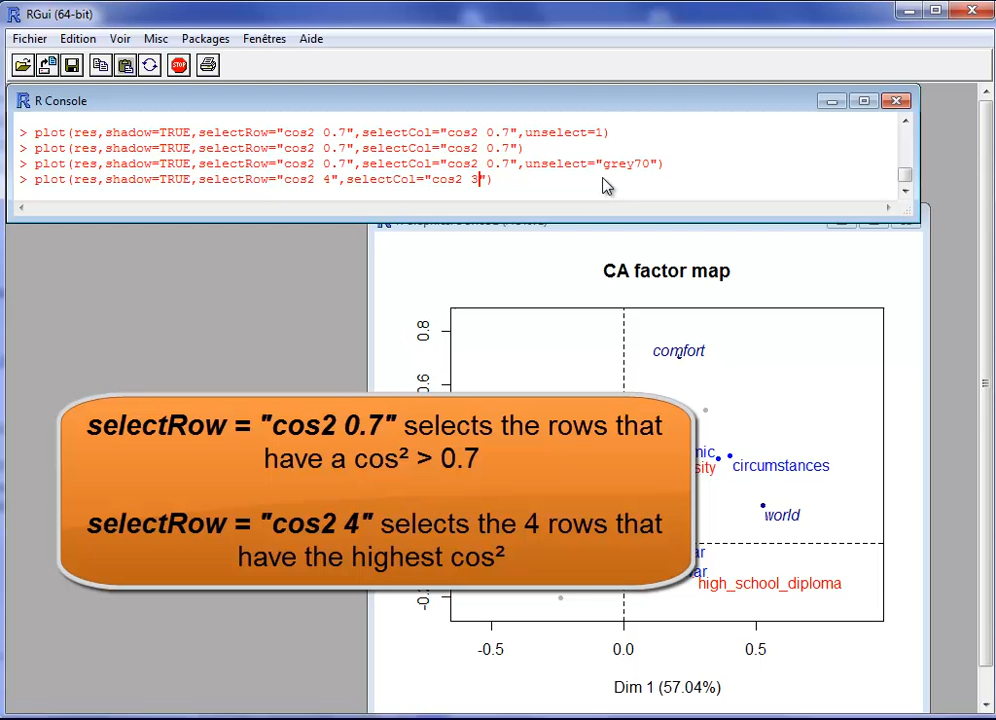 RGui (64-bit)
Fichier Edition Voir Misc Packages Fenêtres Aide
STOP
R Console
> plot(res,shadow=TRUE,selectRow="cos2 0.7",selectCol="cos2 0.7",unselect=1)
> plot(res,shadow=TRUE,selectRow="cos2 0.7",selectCol="cos2 0.7")
> plot(res,shadow=TRUE,selectRow="cos2 0.7",selectCol="cos2 0.7",unselect="grey70")
> plot(res,shadow=TRUE,selectRow="cos2 4",selectCol="cos2 3")
CA factor map
0.8
comfort
selectRow = "cos2 0.7" selects the rows that
have a cos² > 0.7
selectRow = "cos2 4" selects the 4 rows that
have the highest cos²
circumstances
world
high_school_diploma
-0.5 0.0 0.5
Dim 1 (57.04%)